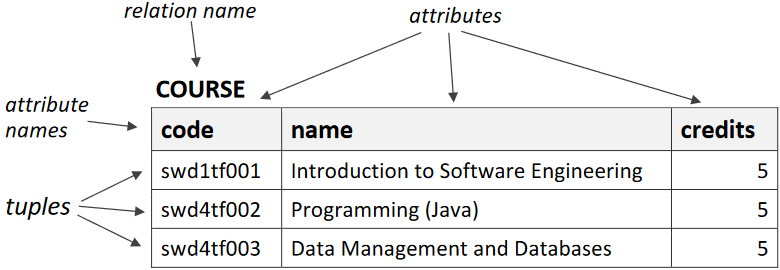 relation name
attributes
COURSE
attribute
names
code name credits
swd1tf001 Introduction to Software Engineering 5
tuples
swd4tf002 Programming (Java) 5
swd4tf003 Data Management and Databases 5